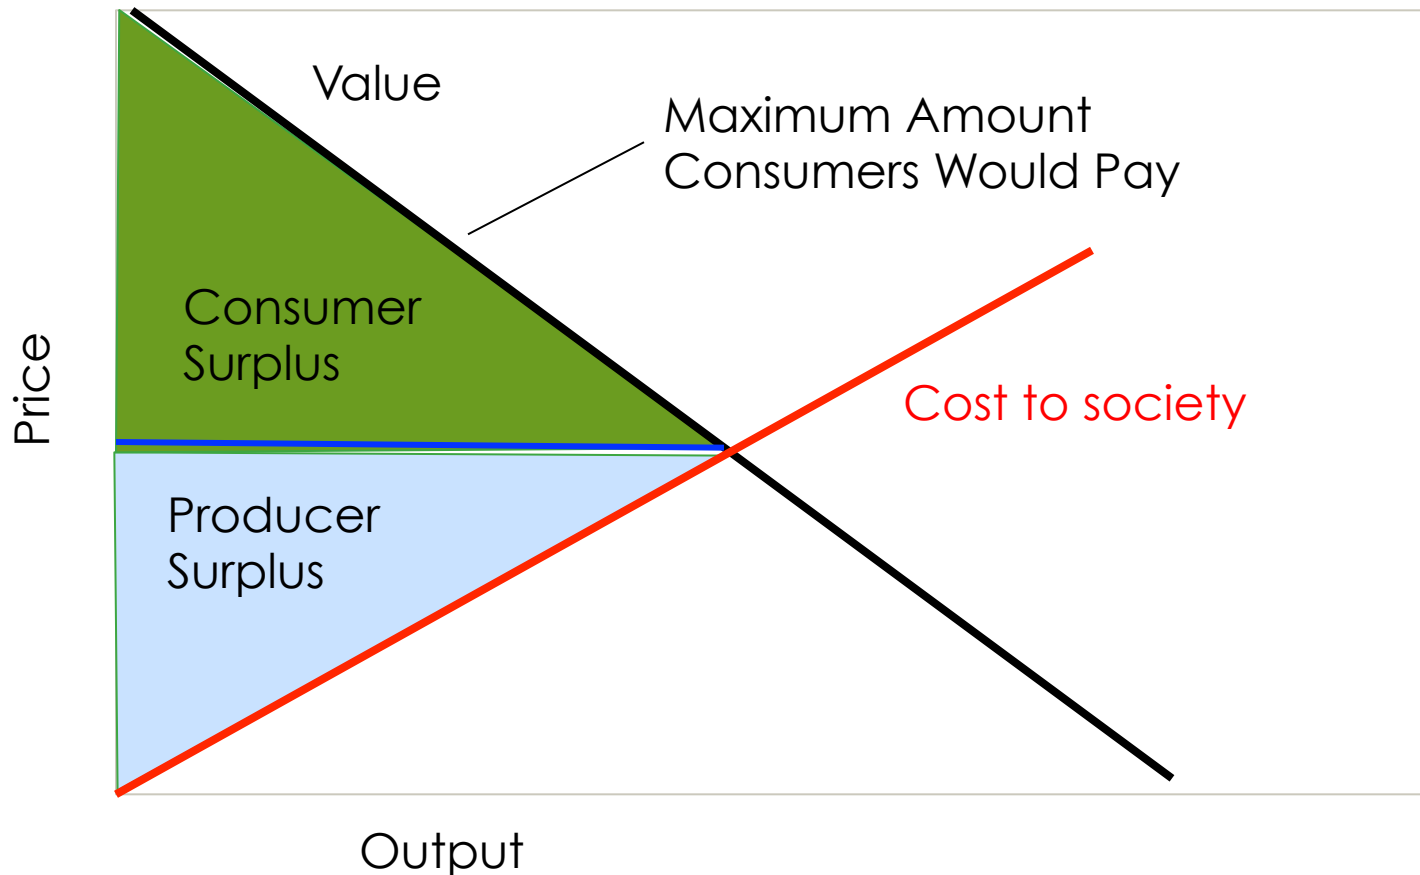 Value
Maximum Amount
Consumers Would Pay
Consumer
Surplus
Price
Cost to society
Producer
Surplus
Output